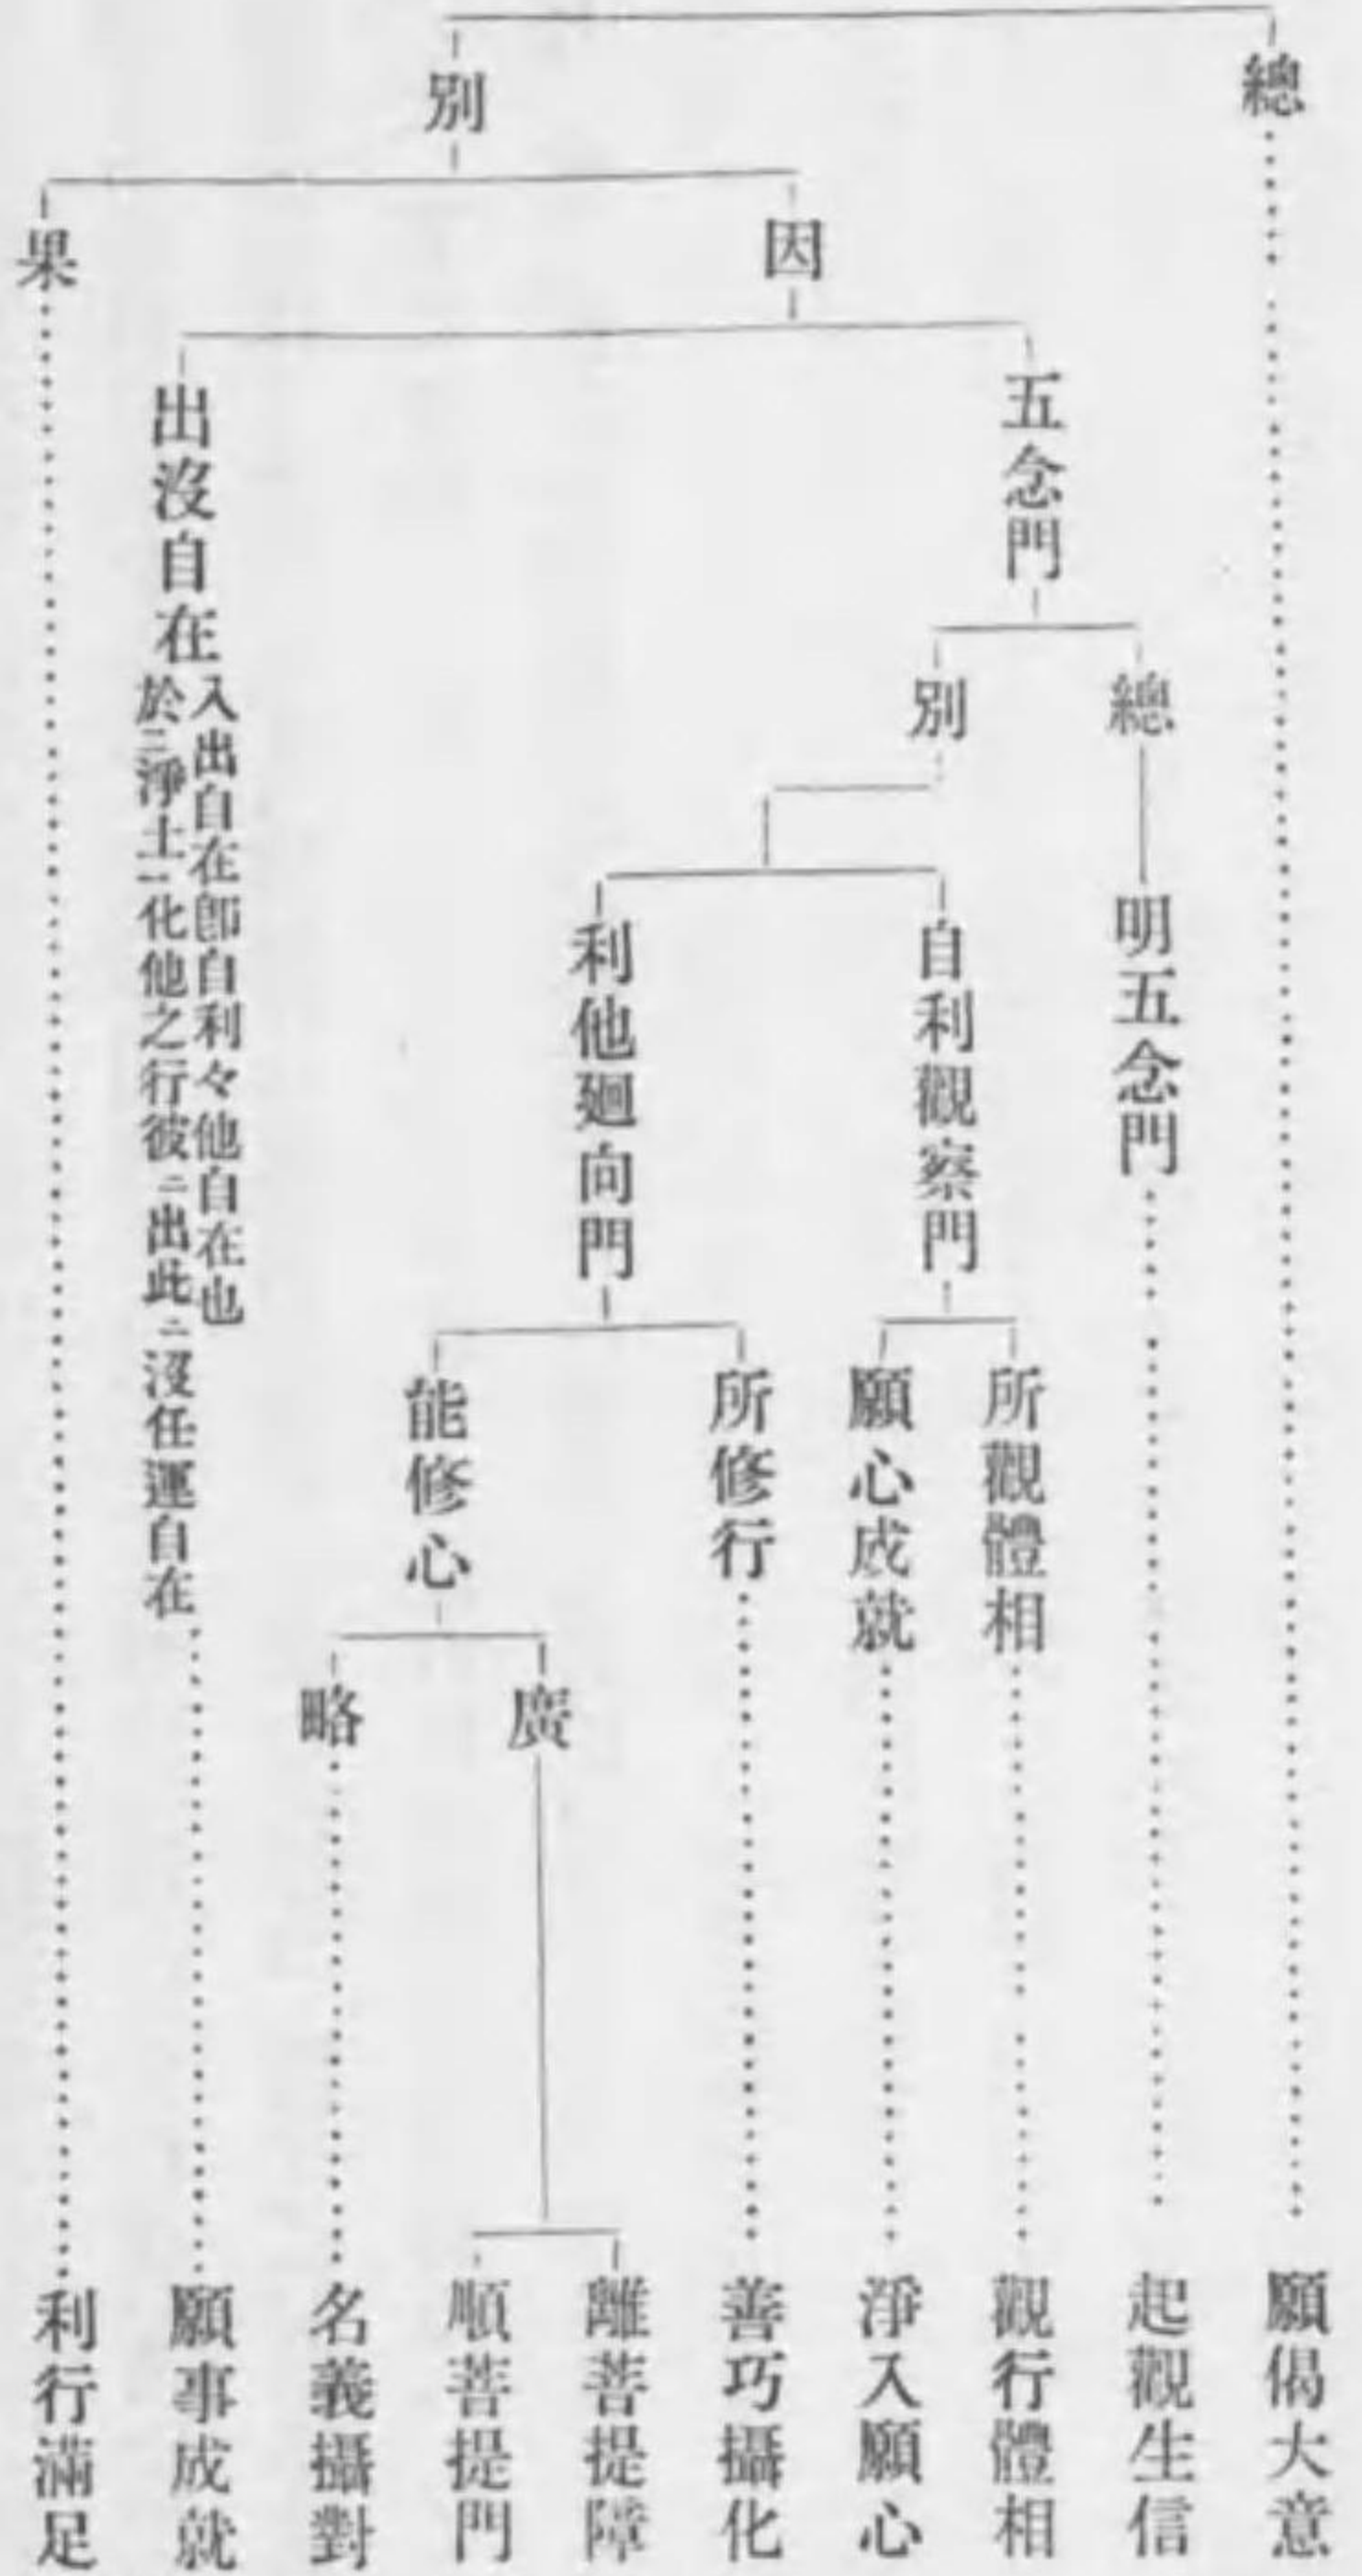 總
願偈大意
別
因
五念門
總
明五念門
起觀生信
別
自利觀察門
所觀體相
觀行體相
願心成就
淨入願心
利他廻向門
所修行
善巧攝化
能修心
廣
離菩提障
順菩提門
略
名義攝對
出沒自在
入出自在卽自利々他自在也
於㆓淨土㆒化他之行彼ニ出此ニ沒任運自在
願事成就
果
利行滿足